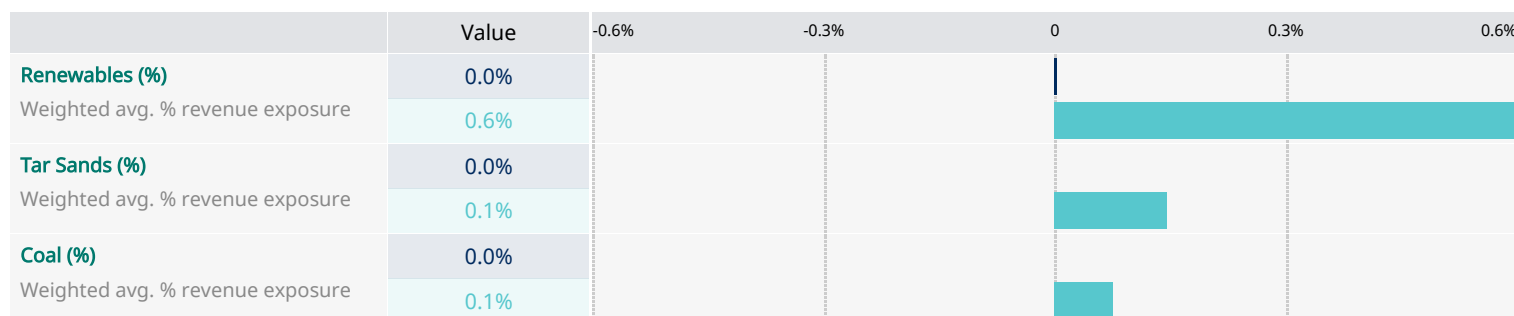 Value -0.6% -0.3% 0 0.3% 0.6%
Renewables (%) 0.0%
Weighted avg. % revenue exposure 0.6%
Tar Sands (%) 0.0%
Weighted avg. % revenue exposure 0.1%
Coal (%) 0.0%
Weighted avg. % revenue exposure 0.1%